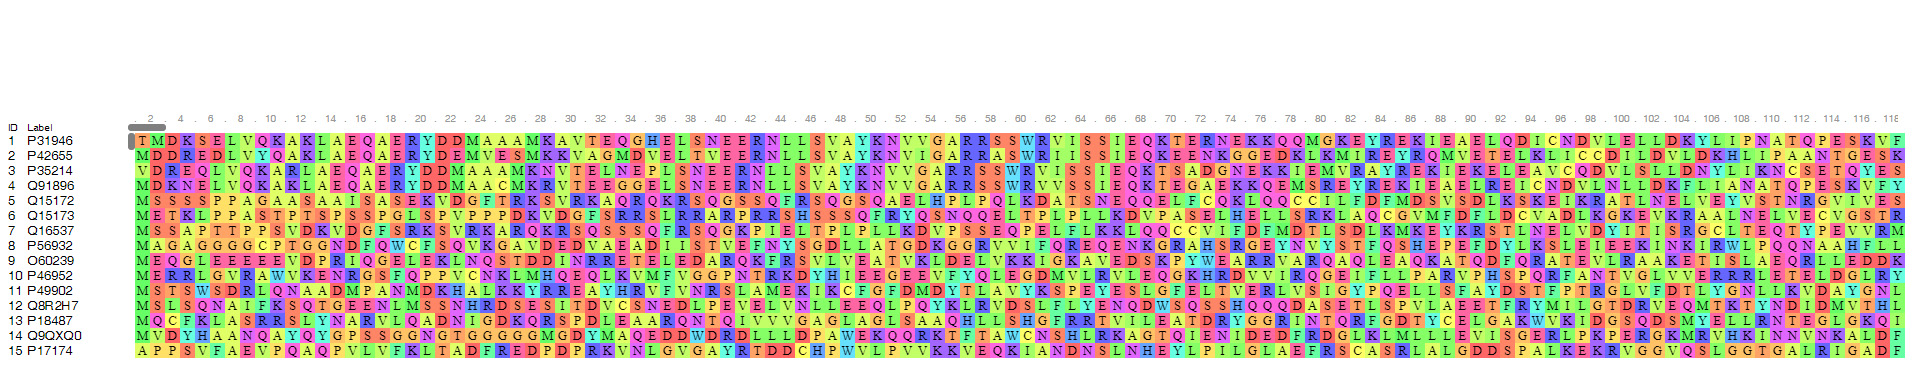 . 2 . 4 . 6 . 8 . 10 . 12 . 14 . 16 . 18 . 20 . 22 . 24 . 26 . 28 . 30 . 32 . 34 . 36 . 38 . 40 . 42 . 44 . 46 . 48 . 50 . 52 . 54 . 56 . 58 . 60 . 62 . 64 . 66 . 68 . 70 . 72 . 74 . 76 . 78 . 80 . 82 . 84 . 86 . 88 . 90 . 92 . 94 . 96 . 98 . 100 . 102 . 104 . 106 . 108 . 110 . 112 . 114 . 116 . 118
ID Label
1 P31946 TMDKSELVQKAKLAEQAERYDDMAAAMKAVTEQGHELSNEERNLLSVAYKNVVGARRSSWRVISSIEQKTERNEKKQQMGKEYREKIEAELQDICNDVLELLDKYLIPNATQPESKVF
2 P42655 MDDREDLVYQAKLAEQAERYDEMVESMKKVAGMDVELTVEERNLLSVAYKNVIGARRASWRIISSIEQKEENKGGEDKLKMIREYRQMVETELKLICCDILDVLDKHLIPAANTGESK
3 P35214 VDREQLVQKARLAEQAERYDDMAAAMKNVTELNEPLSNEERNLLSVAYKNVVGARRSSWRVISSIEQKTSADGNEKKIEMVRAYREKIEKELEAVCQDVLSLLDNYLIKNCSETQYES
4 Q91896 MDKNELVQKAKLAEQAERYDDMAACMKRVTEEGGELSNEERNLLSVAYKNVVGARRSSWRVVSSIEQKTEGAEKKQEMSREYREKIEAELREICNDVLNLLDKFLIANATQPESKVFY
5 Q15172 MSSSSPPAGAASAAISASEKVDGFTRKSVRKAQRQKRSQGSSQFRSQGSQAELHPLPQLKDATSNEQQELFCQKLQQCCILFDFMDSVSDLKSKEIKRATLNELVEYVSTNRGVIVES
6 Q15173 METKLPPASTPTSPSSPGLSPVPPPDKVDGFSRRSLRRARPRRSHSSSQFRYQSNQQELTPLPLLKDVPASELHELLSRKLAQCGVMFDFLDCVADLKGKEVKRAALNELVECVGSTR
7 Q16537 MSSAPTTPPSVDKVDGFSRKSVRKARQKRSQSSSQFRSQGKPIELTPLPLLKDVPSSEQPELFLKKLQQCCVIFDFMDTLSDLKMKEYKRSTLNELVDYITISRGCLTEQTYPEVVRM
8 P56932 MAGAGGGGCPTGGNDFQWCFSQVKGAVDEDVAEADIISTVEFNYSGDLLATGDKGGRVVIFQREQENKGRAHSRGEYNVYSTFQSHEPEFDYLKSLEIEEKINKIRWLPQQNAAHFLL
9 O60239 MEQGLEEEEEVDPRIQGELEKLNQSTDDINRRETELEDARQKFRSVLVEATVKLDELVKKIGKAVEDSKPYWEARRVARQAQLEAQKATQDFQRATEVLRAAKETISLAEQRLLEDDK
10 P46952 MERRLGVRAWVKENRGSFQPPVCNKLMHQEQLKVMFVGGPNTRKDYHIEEGEEVFYQLEGDMVLRVLEQGKHRDVVIRQGEIFLLPARVPHSPQRFANTVGLVVERRRLETELDGLRY
11 P49902 MSTSWSDRLQNAADMPANMDKHALKKYRREAYHRVFVNRSLAMEKIKCFGFDMDYTLAVYKSPEYESLGFELTVERLVSIGYPQELLSFAYDSTFPTRGLVFDTLYGNLLKVDAYGNL
12 Q8R2H7 MSLSQNAIFKSQTGEENLMSSNHRDSESITDVCSNEDLPEVELVNLLEEQLPQYKLRVDSLFLYENQDWSQSSHQQQDASETLSPVLAEETFRYMILGTDRVEQMTKTYNDIDMVTHL
13 P18487 MQCFKLASRRSLYNARVLQADNIGDKQRSPDLEAARQNTQIVVVGAGLAGLSAAQHLLSHGFRRTVILEATDRYGGRINTQRFGDTYCELGAKWVKIDGSQDSMYELLRNTEGLGKQI
14 Q9QXQ0 MVDYHAANQAYQYGPSSGGNGTGGGGGMGDYMAQEDDWDRDLLLDPAWEKQQRKTFTAWCNSHLRKAGTQIENIDEDFRDGLKLMLLLEVISGERLPKPERGKMRVHKINNVNKALDF
15 P17174 APPSVFAEVPQAQPVLVFKLTADFREDPDPRKVNLGVGAYRTDDCHPWVLPVVKKVEQKIANDNSLNHEYLPILGLAEFRSCASRLALGDDSPALKEKRVGGVQSLGGTGALRIGADF